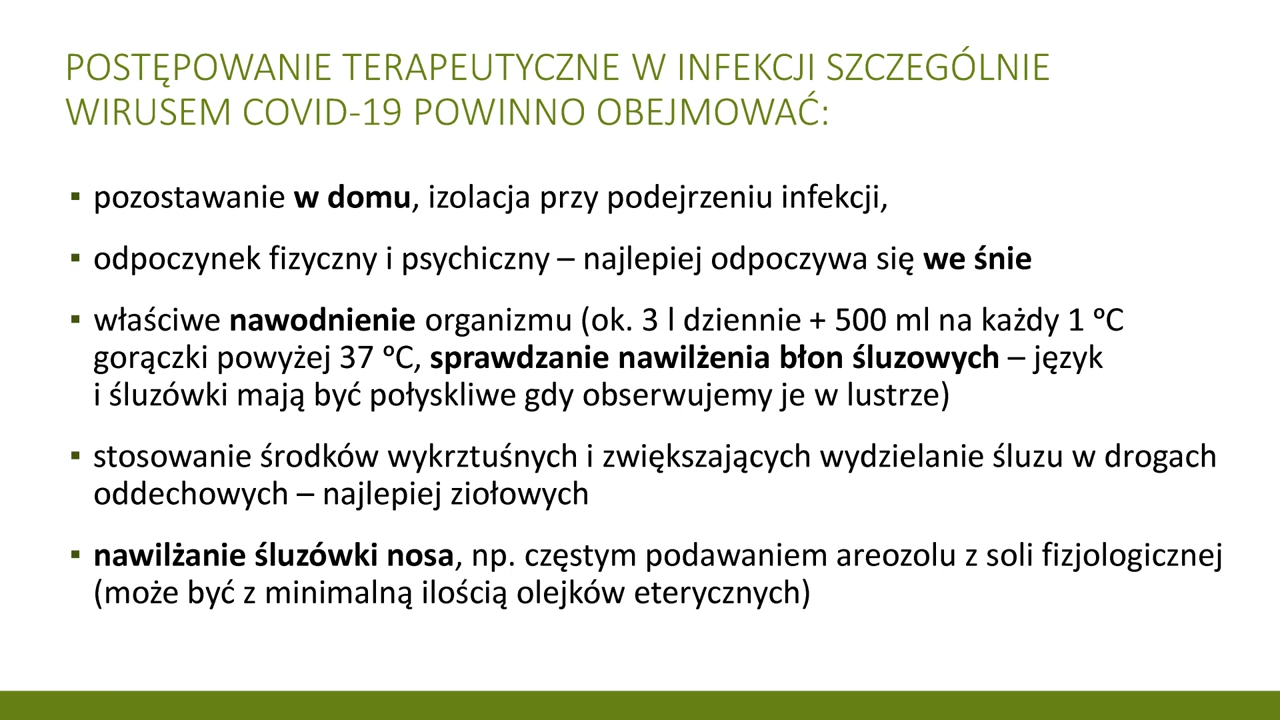 POSTĘPOWANIE TERAPEUTYCZNE W INFEKCJI SZCZEGÓLNIE
WIRUSEM COVID-19 POWINNO OBEJMOWAĆ:
▪ pozostawanie w domu, izolacja przy podejrzeniu infekcji,
▪ odpoczynek fizyczny i psychiczny – najlepiej odpoczywa się we śnie
▪ właściwe nawodnienie organizmu (ok. 3 l dziennie + 500 ml na każdy 1 ºC
gorączki powyżej 37 ºC, sprawdzanie nawilżenia błon śluzowych – język
i śluzówki mają być połyskliwe gdy obserwujemy je w lustrze)
▪ stosowanie środków wykrztuśnych i zwiększających wydzielanie śluzu w drogach
oddechowych – najlepiej ziołowych
▪ nawilżanie śluzówki nosa, np. częstym podawaniem areozolu z soli fizjologicznej
(może być z minimalną ilością olejków eterycznych)